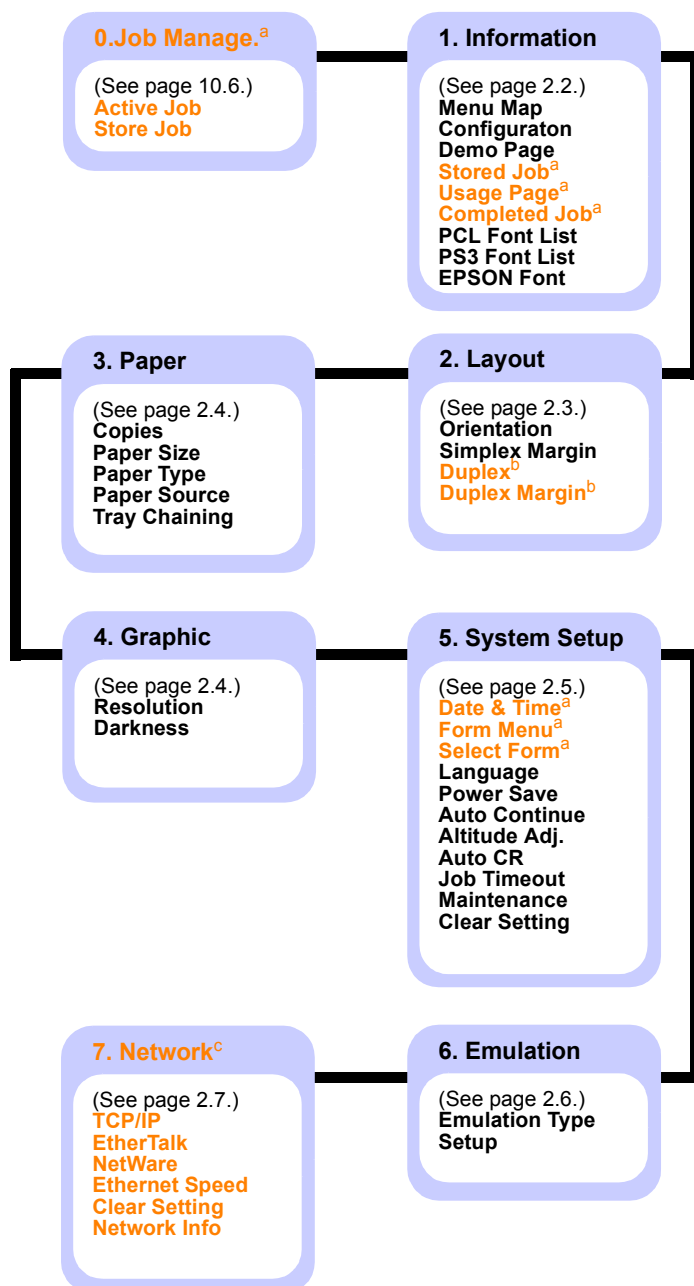 0.Job Manage.a
(See page 10.6.)
Active Job
Store Job
1. Information
(See page 2.2.)
Menu Map
Configuraton
Demo Page
Stored Joba
Usage Pagea
Completed Joba
PCL Font List
PS3 Font List
EPSON Font
2. Layout
(See page 2.3.)
Orientation
Simplex Margin
Duplexb
Duplex Marginb
3. Paper
(See page 2.4.)
Copies
Paper Size
Paper Type
Paper Source
Tray Chaining
4. Graphic
(See page 2.4.)
Resolution
Darkness
5. System Setup
(See page 2.5.)
Date & Timea
Form Menua
Select Forma
Language
Power Save
Auto Continue
Altitude Adj.
Auto CR
Job Timeout
Maintenance
Clear Setting
6. Emulation
(See page 2.6.)
Emulation Type
Setup
7. Networkc
(See page 2.7.)
TCP/IP
EtherTalk
NetWare
Ethernet Speed
Clear Setting
Network Info